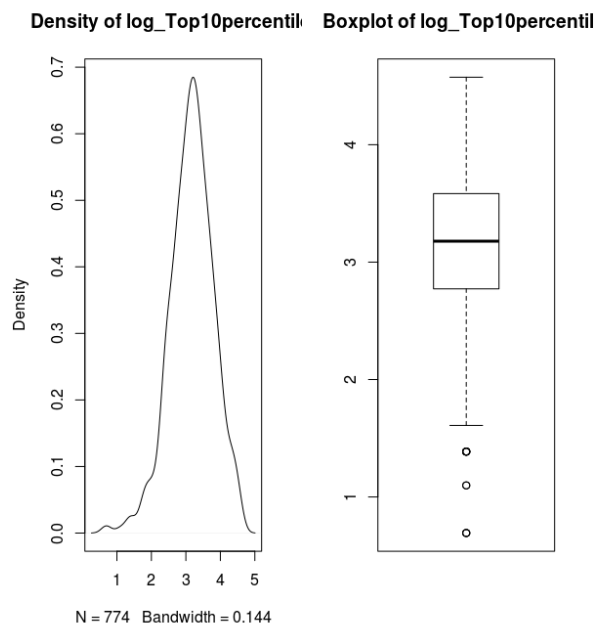 Density of log_Top10percentil
Boxplot of log_Top10percentil
Density
0.0
0.1
0.2
0.3
0.4
0.5
0.6
0.7
1 2 3 4 5
N = 774 Bandwidth = 0.144
4
3
2
1